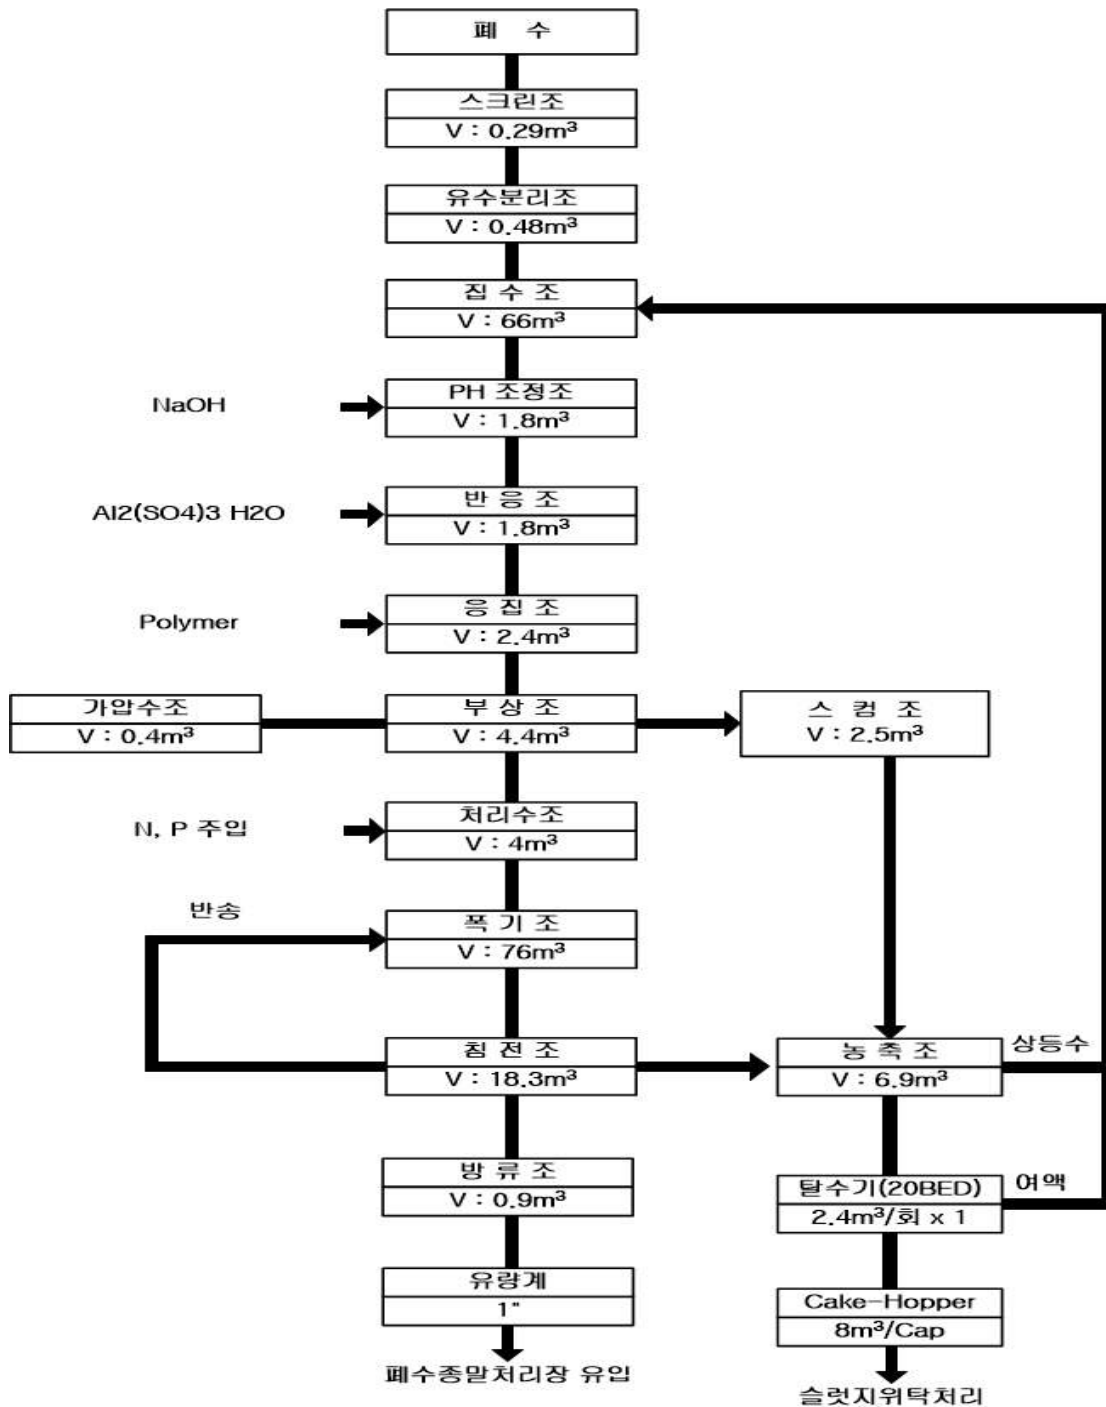 폐 수
스크린조
V : 0.29m³
유수분리조
V : 0.48m³
집 수 조
V : 66m³
NaOH
PH 조정조
V : 1.8m³
Al2(SO4)3 H2O
반 응 조
V : 1.8m³
Polymer
응 집 조
V : 2.4m³
가압수조
V : 0.4m³
부 상 조
V : 4.4m³
스 컴 조
V : 2.5m³
N, P 주입
처리수조
V : 4m³
반송
폭 기 조
V : 76m³
침 전 조
V : 18.3m³
농 축 조
V : 6.9m³
상등수
방 류 조
V : 0.9m³
탈수기(20BED)
2.4m³/회 x 1
여액
유량계
1"
Cake-Hopper
8m³/Cap
폐수종말처리장 유입
슬럿지위탁처리